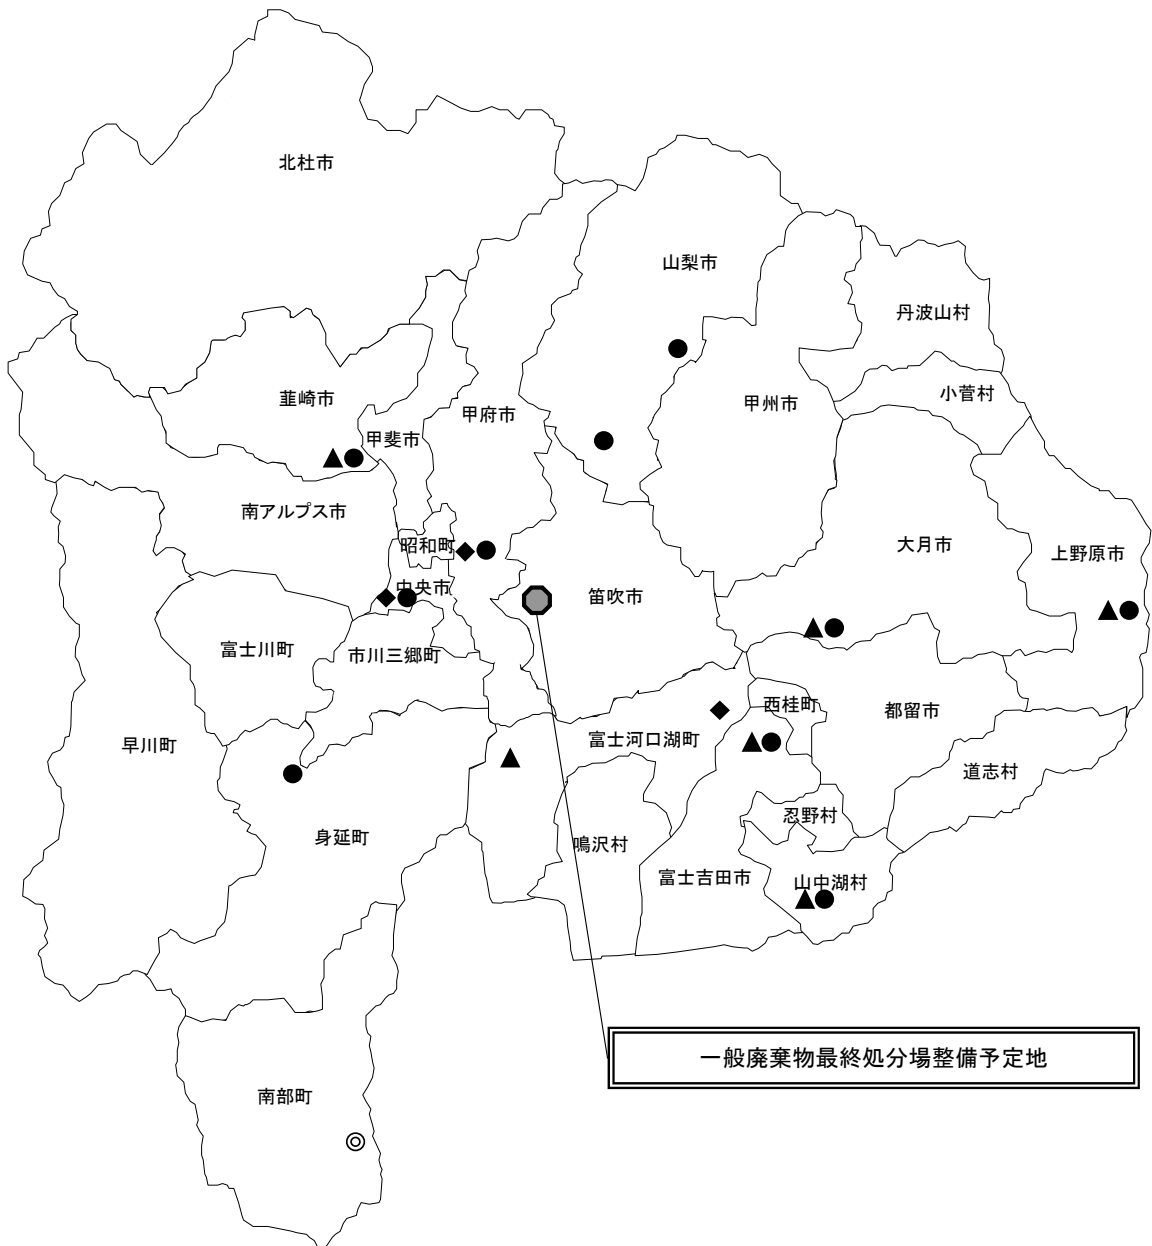 北杜市
山梨市
丹波山村
小菅村
韮崎市
甲州市
甲府市
甲斐市
南アルプス市
昭和町
大月市
上野原市
中央市
笛吹市
富士川町
市川三郷町
西桂町
都留市
早川町
富士河口湖町
道志村
忍野村
身延町
鳴沢村
富士吉田市
山中湖村
一般廃棄物最終処分場整備予定地
南部町